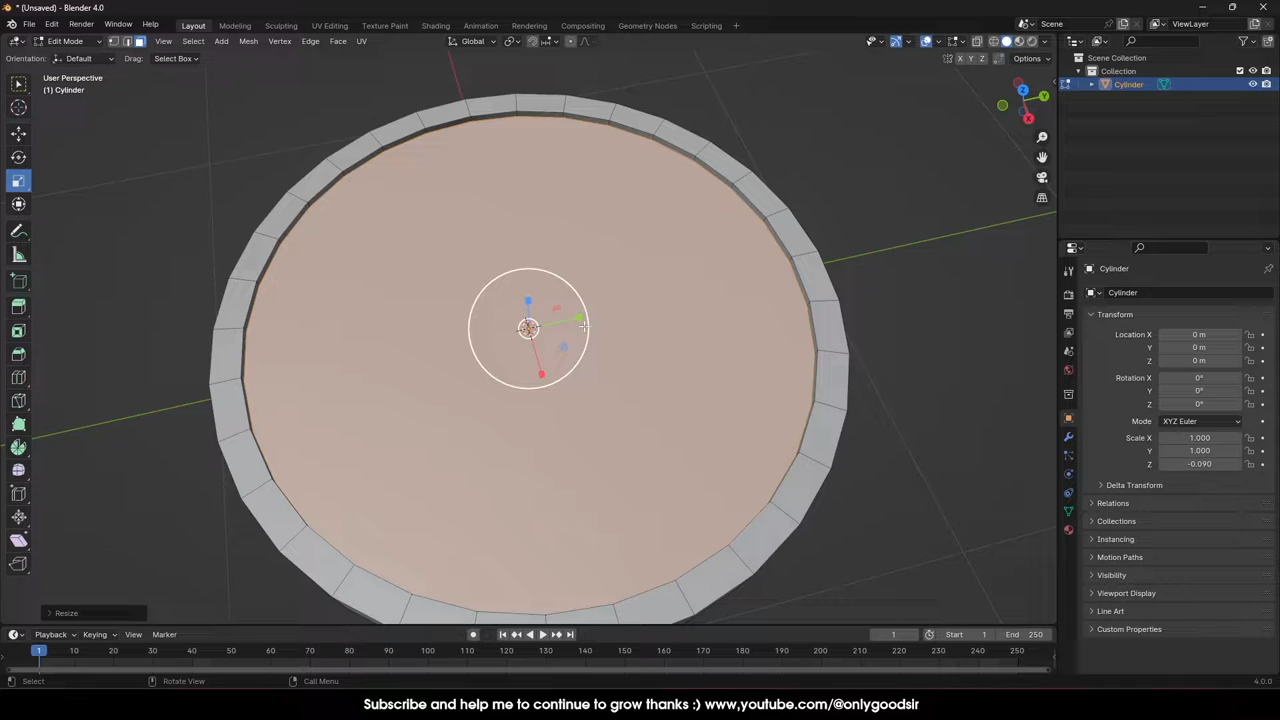 * (Unsaved) - Blender 4.0
File Edit Render Window Help Layout Modeling Sculpting UV Editing Texture Paint Shading Animation Rendering Compositing Geometry Nodes Scripting + Scene ViewLayer
Edit Mode View Select Add Mesh Vertex Edge Face UV Global
Orientation: Default Drag: Select Box X Y Z Options
User Perspective
(1) Cylinder
Z
Y
X
Scene Collection
Collection
Cylinder
Cylinder
Cylinder
Transform
Location X 0 m
Y 0 m
Z 0 m
Rotation X 0°
Y 0°
Z 0°
Mode XYZ Euler
Scale X 1.000
Y 1.000
Z -0.090
Delta Transform
Relations
Collections
Instancing
Motion Paths
Visibility
Viewport Display
Line Art
Custom Properties
Resize
Playback Keying View Marker 1 Start 1 End 250
1 10 20 30 40 50 60 70 80 90 100 110 120 130 140 150 160 170 180 190 200 210 220 230 240 250
Select Rotate View Call Menu 4.0.0
Subscribe and help me to continue to grow thanks :) www,youtube.com/@onlygoodsir